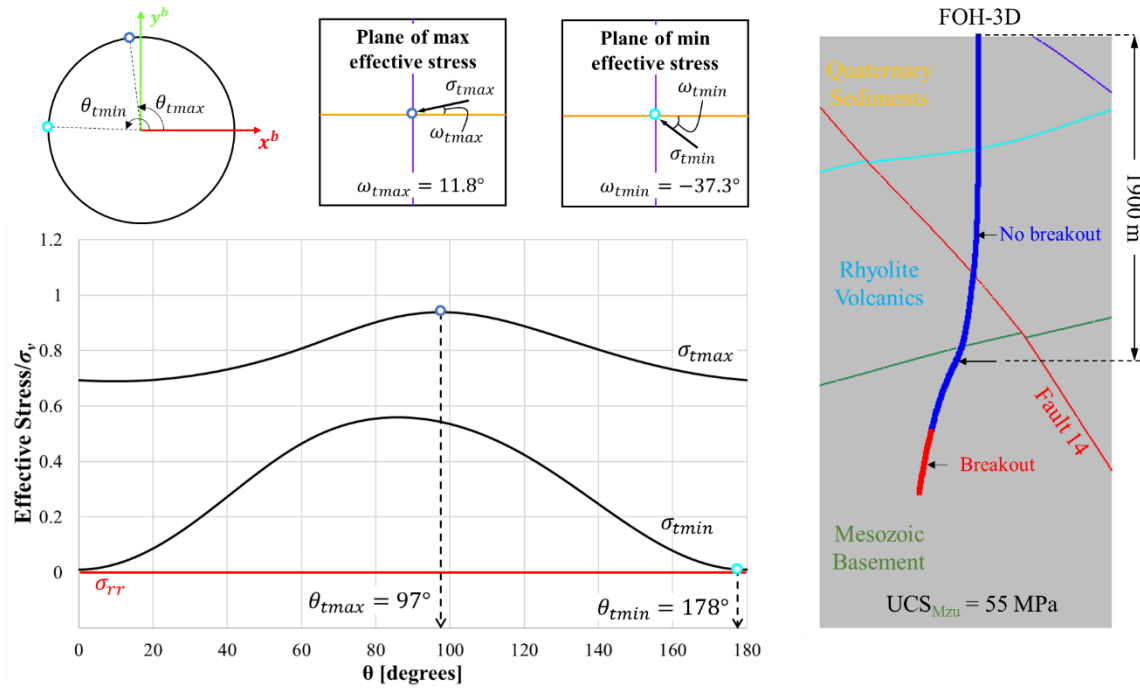 y^b
θ_tmin
θ_tmax
x^b
Plane of max
effective stress
σ_tmax
ω_tmax
ω_tmax = 11.8°
Plane of min
effective stress
ω_tmin
σ_tmin
ω_tmin = −37.3°
Effective Stress/σ_v
1.2
1
0.8
0.6
0.4
0.2
0
σ_tmax
σ_tmin
σ_rr
θ_tmax = 97°
θ_tmin = 178°
0 20 40 60 80 100 120 140 160 180
θ [degrees]
FOH-3D
Quaternary
Sediments
1900 m
No breakout
Rhyolite
Volcanics
Fault 14
Breakout
Mesozoic
Basement
UCS_Mzu = 55 MPa